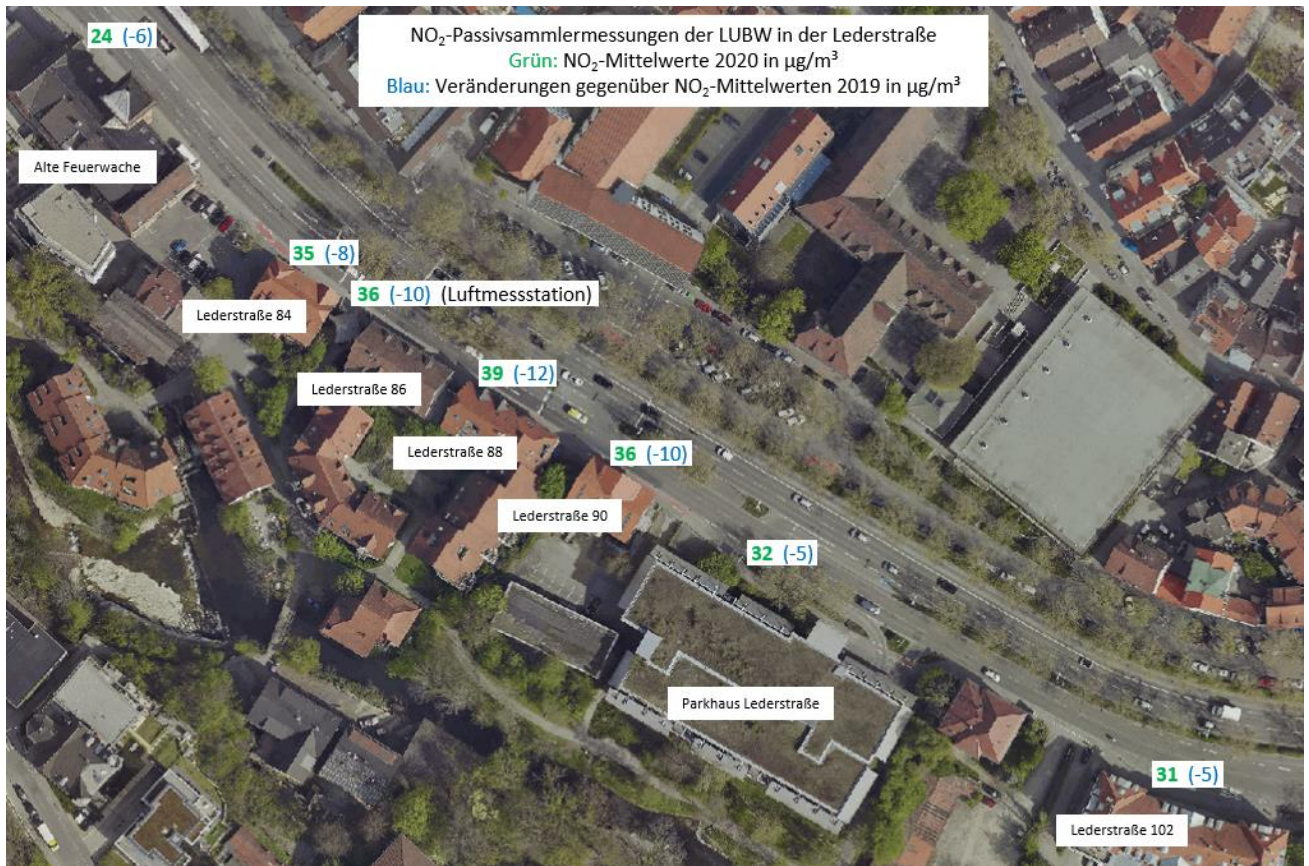 24 (-6)
NO₂-Passivsammlermessungen der LUBW in der Lederstraße
Grün: NO₂-Mittelwerte 2020 in µg/m³
Blau: Veränderungen gegenüber NO₂-Mittelwerten 2019 in µg/m³
Alte Feuerwache
35 (-8)
36 (-10) (Luftmessstation)
Lederstraße 84
39 (-12)
Lederstraße 86
Lederstraße 88
36 (-10)
Lederstraße 90
32 (-5)
Parkhaus Lederstraße
31 (-5)
Lederstraße 102